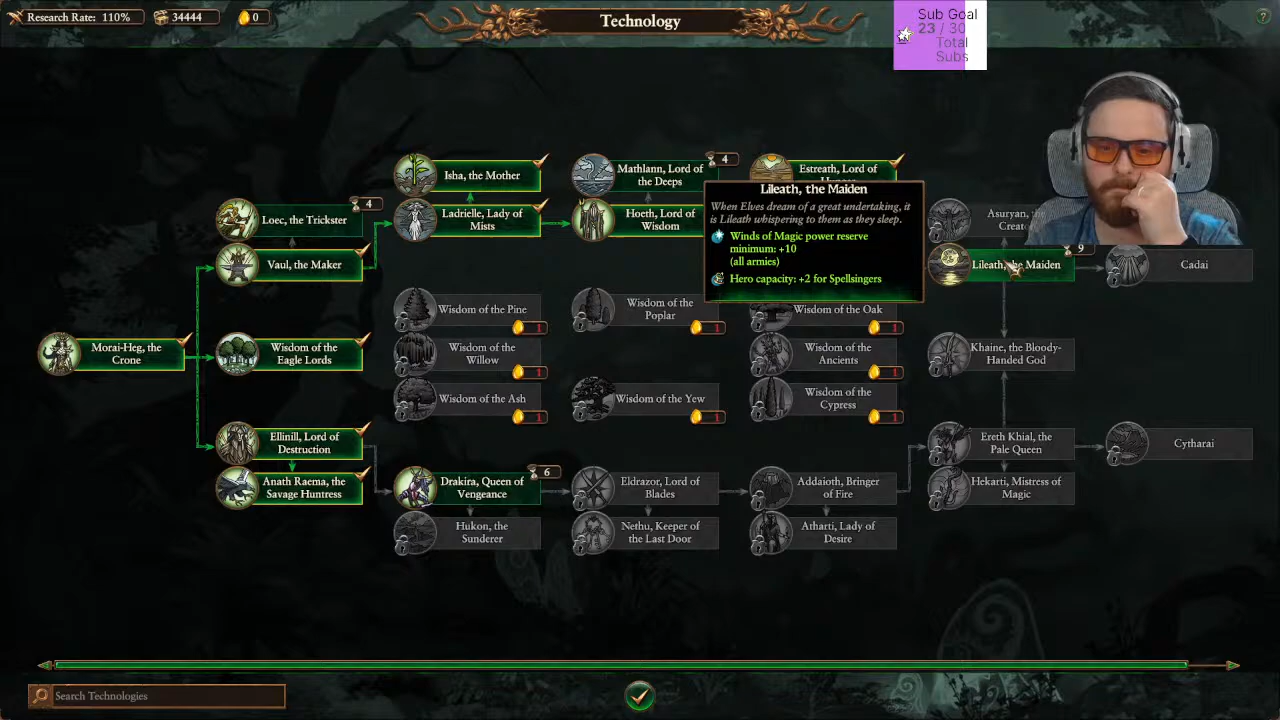 Research Rate: 110%
34444
0
Technology
Sub Goal
23 / 30
Total
Subs
Isha, the Mother
Mathlann, Lord of
the Deeps
4
Estreath, Lord of
Loec, the Trickster
4
Ladrielle, Lady of
Mists
Hoeth, Lord of
Wisdom
Asuryan, the
Vaul, the Maker
Lileath, the Maiden
When Elves dream of a great undertaking, it
is Lileath whispering to them as they sleep.
Winds of Magic power reserve
minimum: +10
(all armies)
Hero capacity: +2 for Spellsingers
Lileath, the Maiden
9
Cadai
Wisdom of the Pine
1
Wisdom of the
Poplar
1
Wisdom of the Oak
1
Morai-Heg, the
Crone
Wisdom of the
Eagle Lords
Wisdom of the
Willow
1
Wisdom of the
Ancients
1
Khaine, the Bloody-
Handed God
Wisdom of the Ash
1
Wisdom of the Yew
1
Wisdom of the
Cypress
1
Ellinill, Lord of
Destruction
Ereth Khial, the
Pale Queen
Cytharai
Anath Raema, the
Savage Huntress
Drakira, Queen of
Vengeance
6
Eldrazor, Lord of
Blades
Addaioth, Bringer
of Fire
Hekarti, Mistress of
Magic
Hukon, the
Sunderer
Nethu, Keeper of
the Last Door
Atharti, Lady of
Desire
Search Technologies